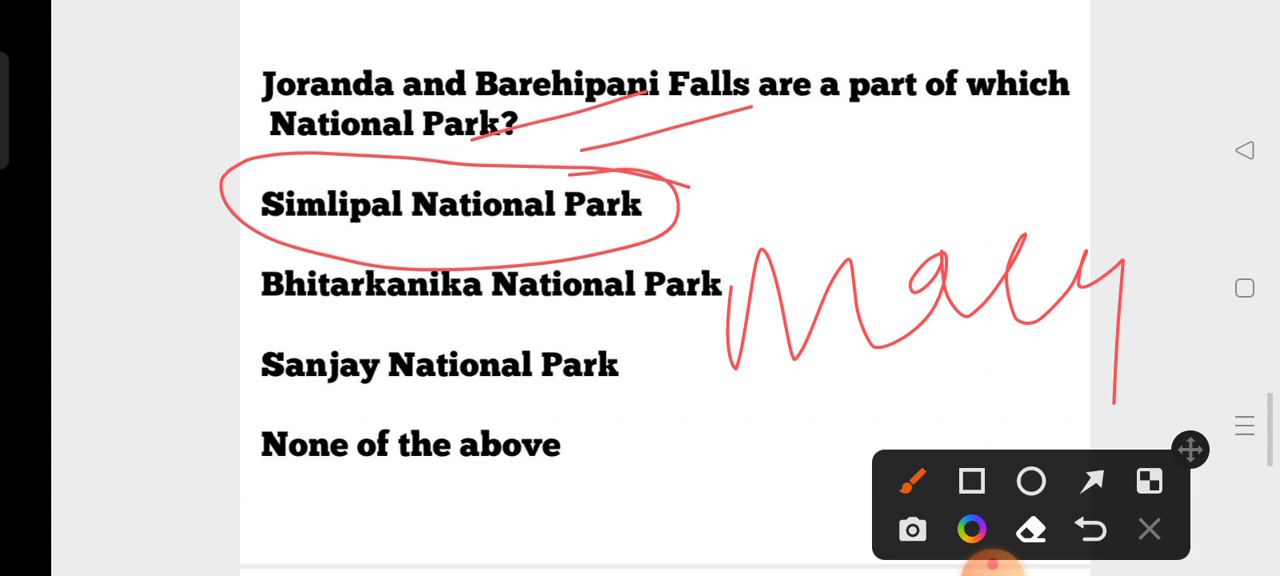 Joranda and Barehipani Falls are a part of which
National Park?
Simlipal National Park
Bhitarkanika National Park
Sanjay National Park
None of the above